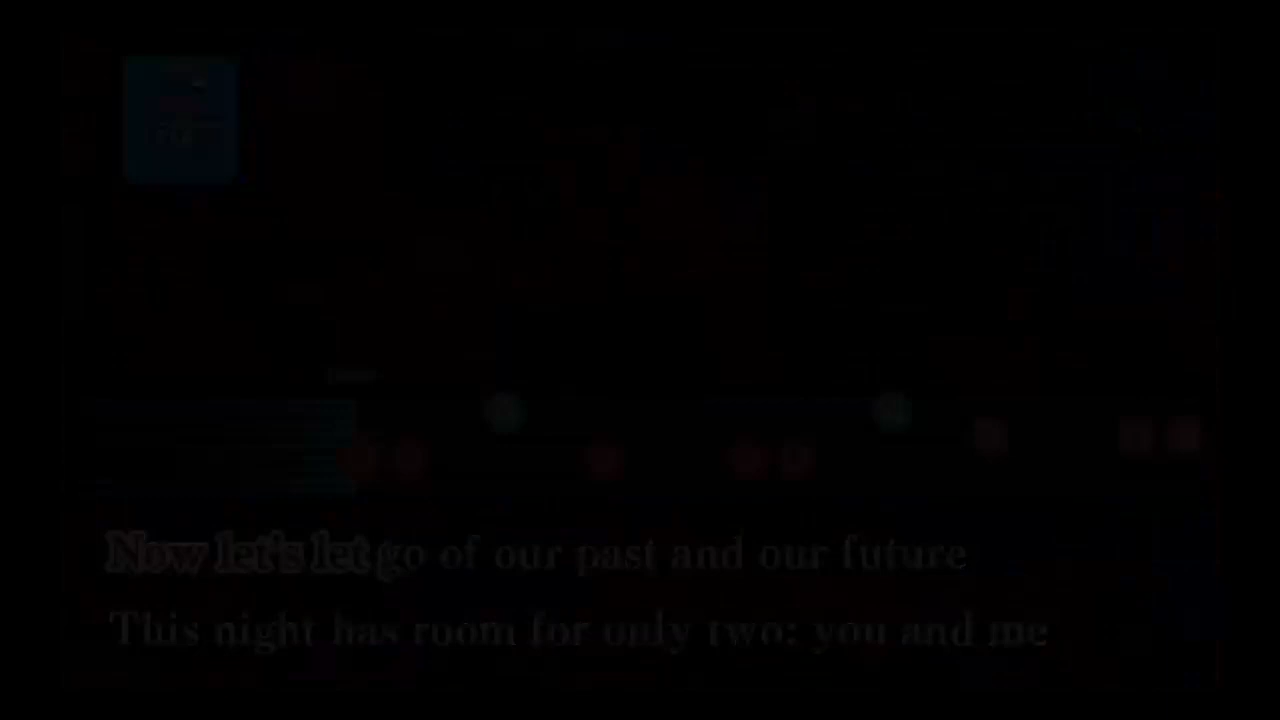 Now let's let go of our past and our future
This night has room for only two: you and me